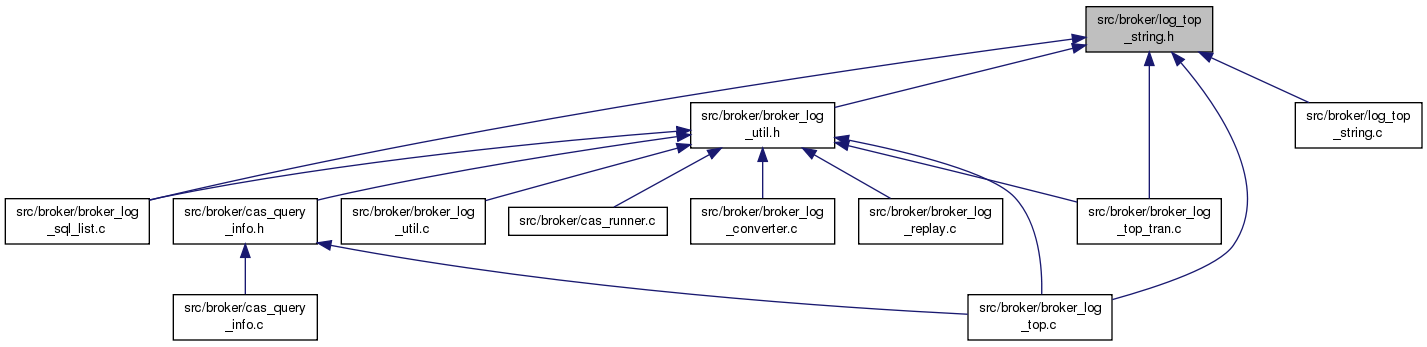 src/broker/log_top
_string.h
src/broker/broker_log
_util.h
src/broker/log_top
_string.c
src/broker/broker_log
_sql_list.c
src/broker/cas_query
_info.h
src/broker/broker_log
_util.c
src/broker/cas_runner.c
src/broker/broker_log
_converter.c
src/broker/broker_log
_replay.c
src/broker/broker_log
_top_tran.c
src/broker/cas_query
_info.c
src/broker/broker_log
_top.c